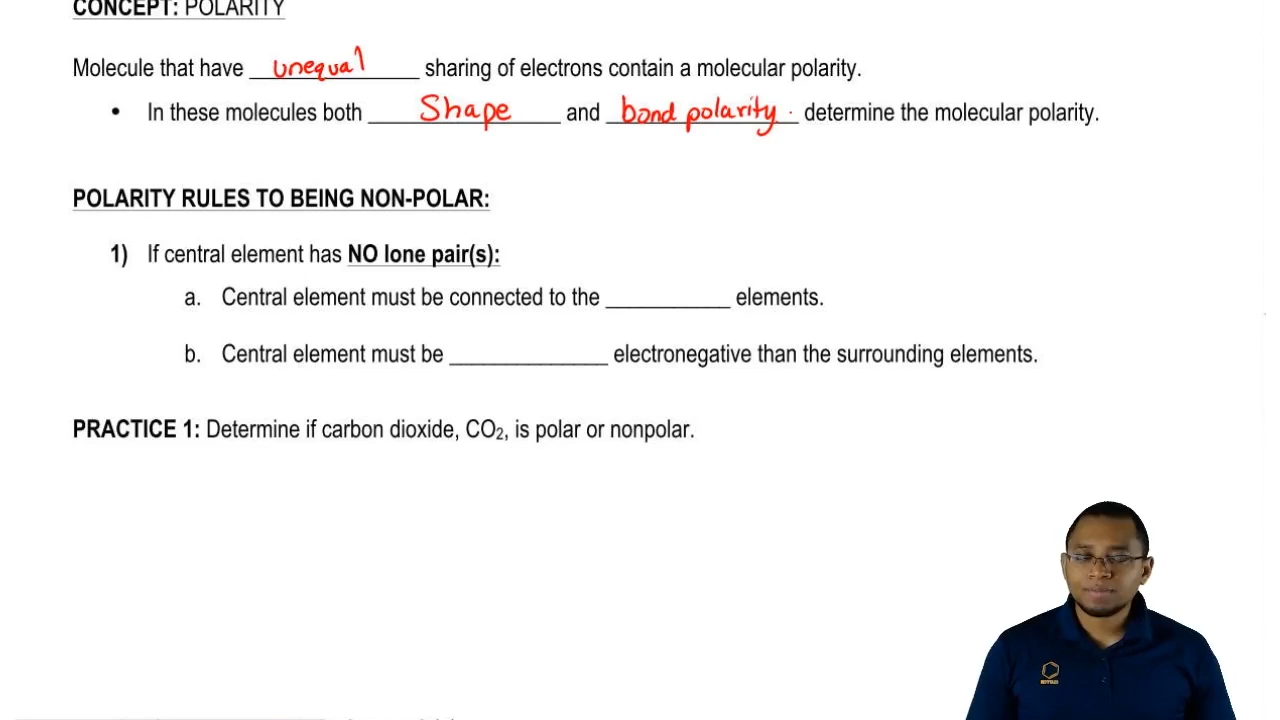 CONCEPT: POLARITY
Molecule that have unequal sharing of electrons contain a molecular polarity.
• In these molecules both Shape and bond polarity. determine the molecular polarity.
POLARITY RULES TO BEING NON-POLAR:
1) If central element has NO lone pair(s):
a. Central element must be connected to the __________ elements.
b. Central element must be _____________ electronegative than the surrounding elements.
PRACTICE 1: Determine if carbon dioxide, CO₂, is polar or nonpolar.